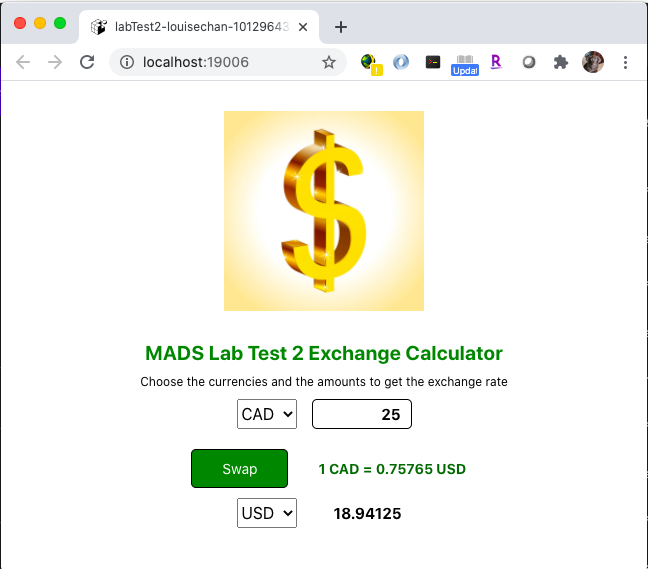 labTest2-louisechan-10129643
localhost:19006
!
Updat
R
MADS Lab Test 2 Exchange Calculator
Choose the currencies and the amounts to get the exchange rate
CAD 25
Swap 1 CAD = 0.75765 USD
USD 18.94125